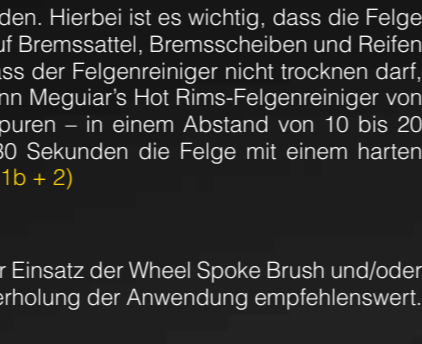 den. Hierbei ist es wichtig, dass die Felge
uf Bremssattel, Bremsscheiben und Reifen
ass der Felgenreiniger nicht trocknen darf,
nn Meguiar's Hot Rims-Felgenreiniger von
puren – in einem Abstand von 10 bis 20
30 Sekunden die Felge mit einem harten
1b + 2)
r Einsatz der Wheel Spoke Brush und/oder
erholung der Anwendung empfehlenswert.